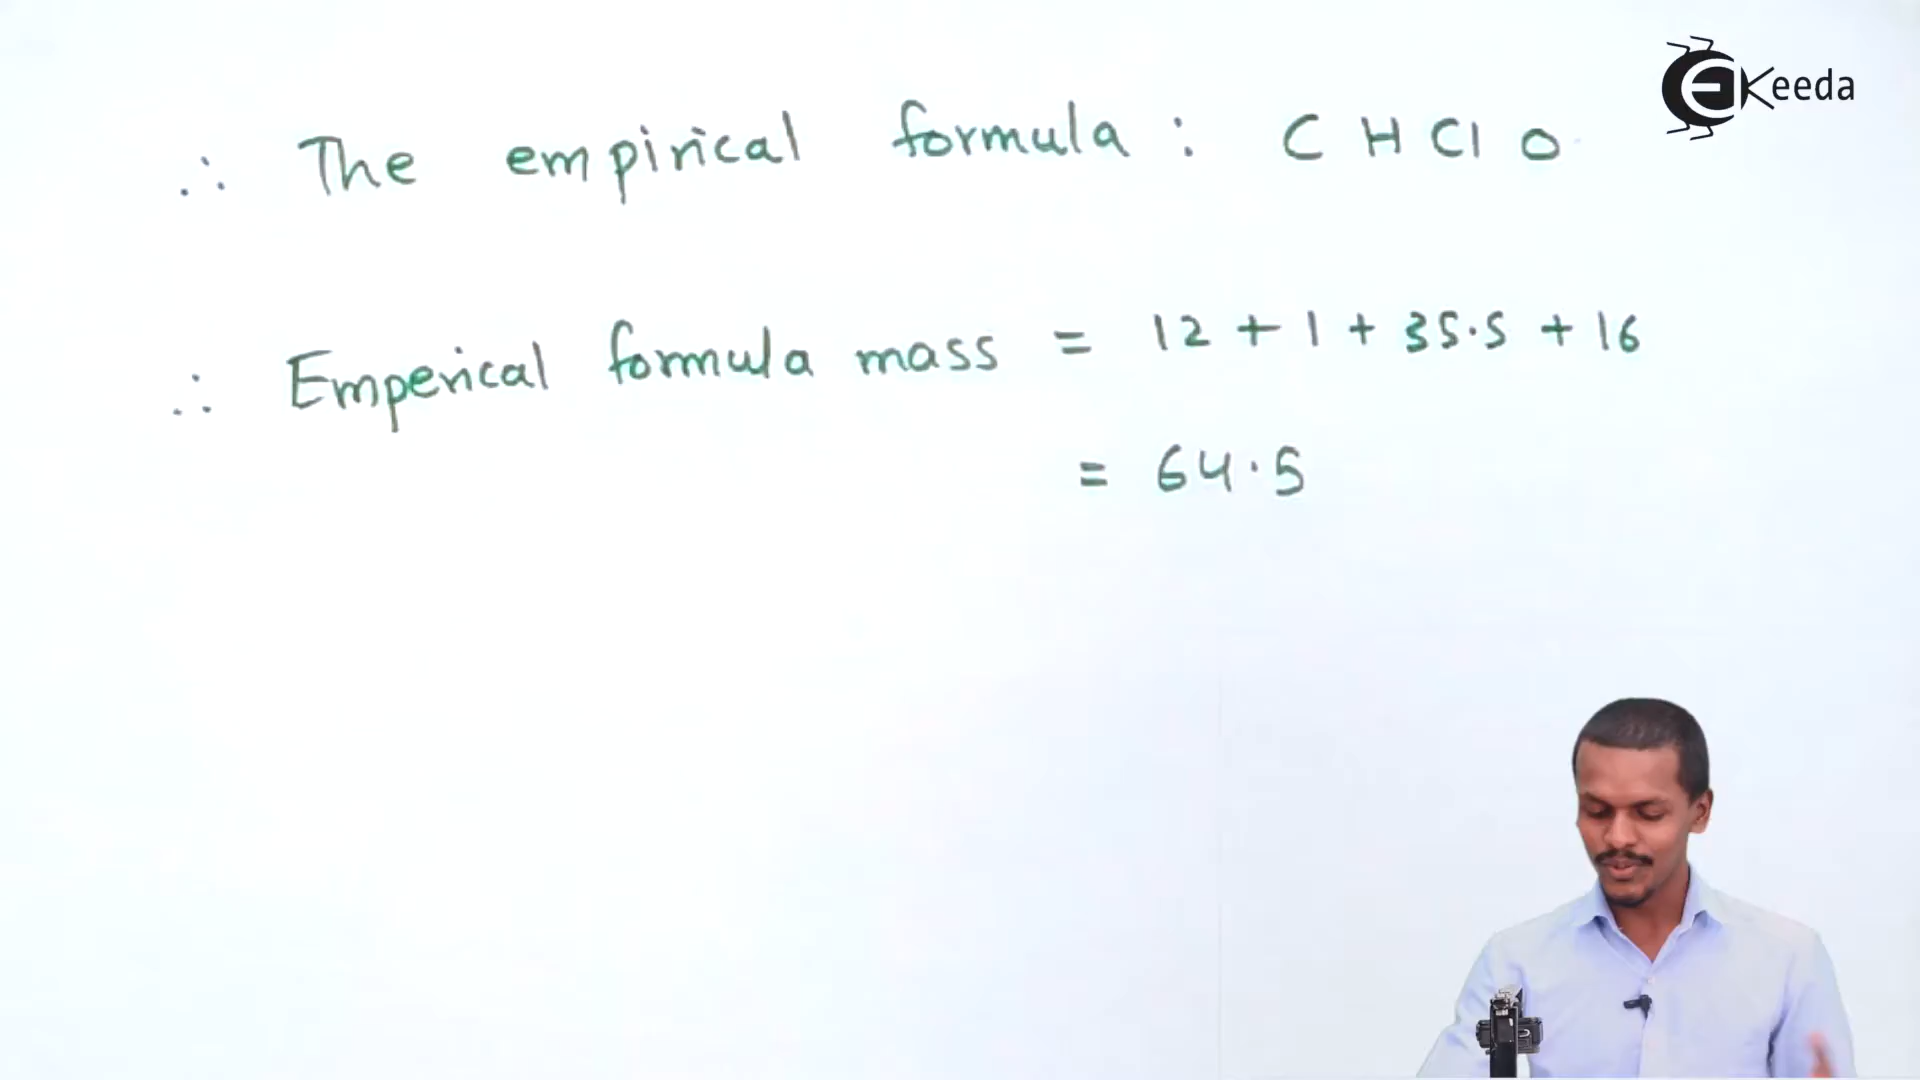 Keeda
∴ The empirical formula : C H Cl O
∴ Emperical formula mass = 12 + 1 + 35.5 + 16
= 64.5